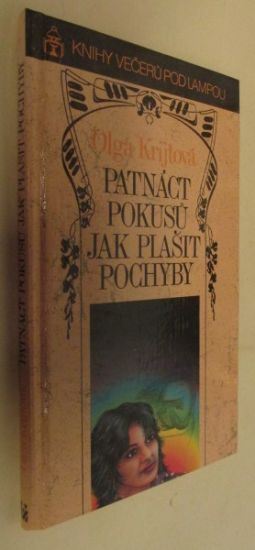 KNIHY VEČERŮ POD LAMPOU
Olga Krijtová
PATNÁCT
POKUSŮ
JAK PLAŠIT
POCHYBY
PATNÁCT POKUSŮ JAK PLAŠIT POCHYBY